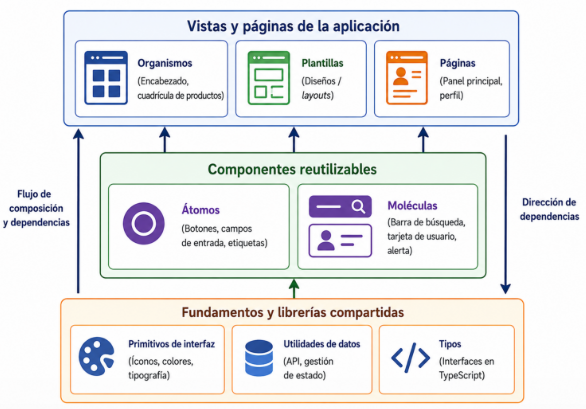 Vistas y páginas de la aplicación
Organismos
(Encabezado,
cuadrícula de productos)
Plantillas
(Diseños /
layouts)
Páginas
(Panel principal,
perfil)
Flujo de
composición
y dependencias
Componentes reutilizables
Átomos
(Botones, campos
de entrada, etiquetas)
Moléculas
(Barra de búsqueda,
tarjeta de usuario,
alerta)
Dirección de
dependencias
Fundamentos y librerías compartidas
Primitivos de interfaz
(Íconos, colores,
tipografía)
Utilidades de datos
(API, gestión
de estado)
Tipos
(Interfaces en
TypeScript)